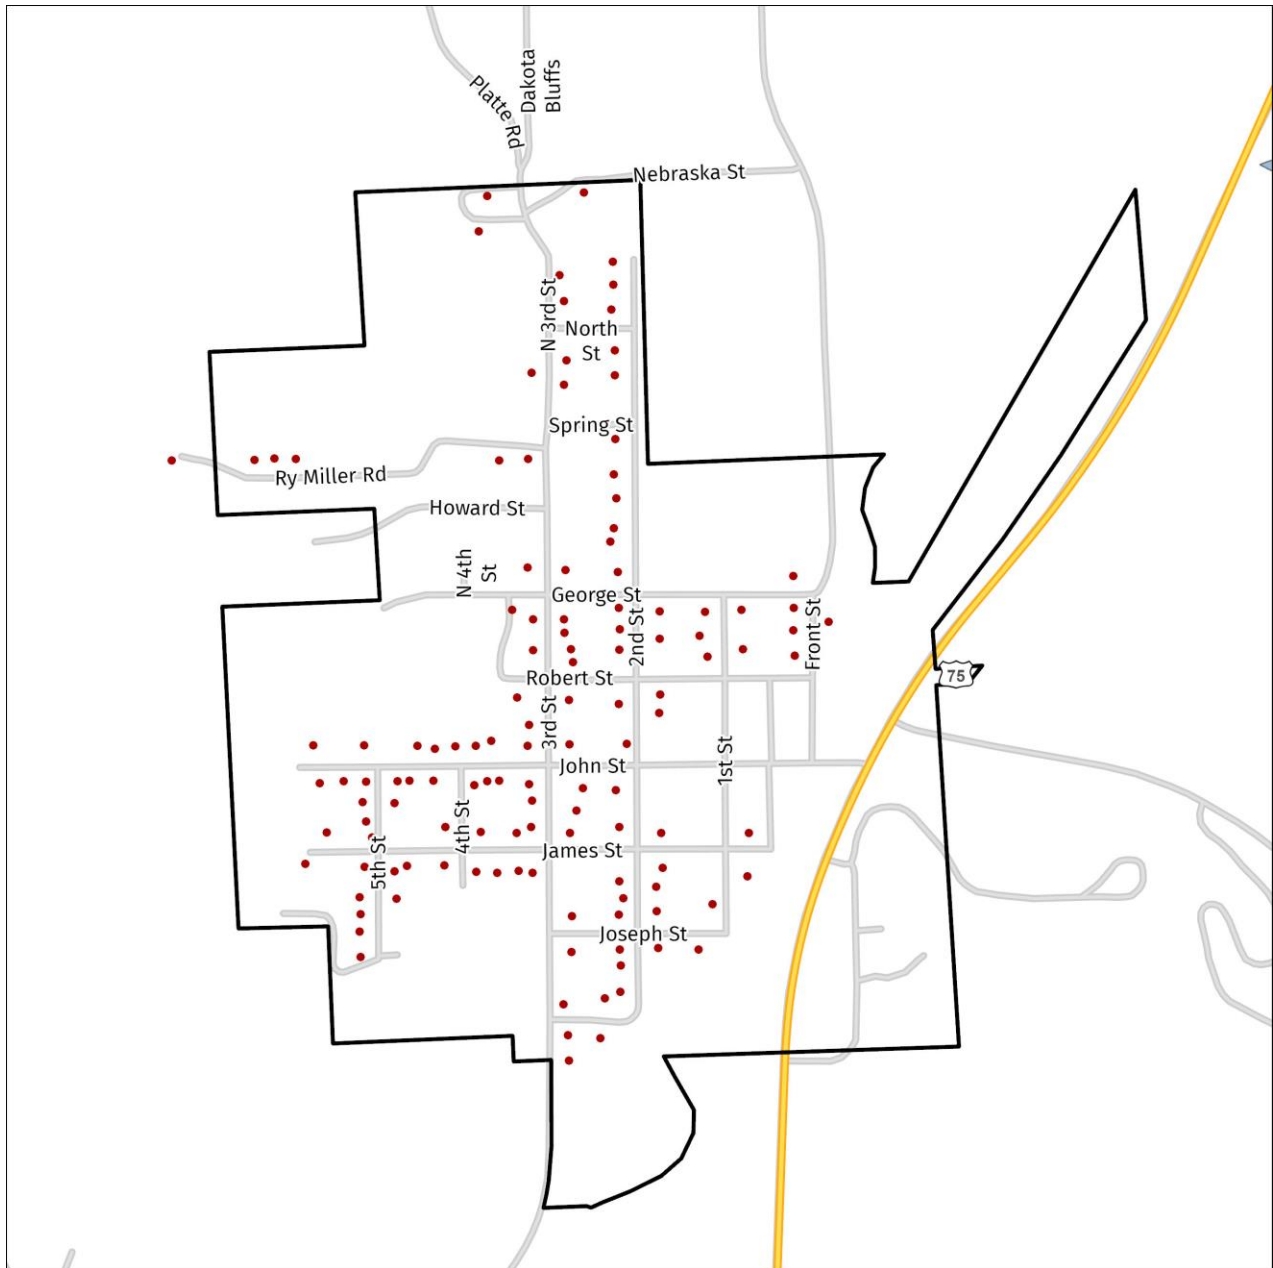 Platte Rd
Dakota
Bluffs
Nebraska St
N 3rd St
North
St
Spring St
Ry Miller Rd
Howard St
N 4th
St
George St
2nd St
Front St
Robert St
75
3rd St
1st St
John St
4th St
5th St
James St
Joseph St